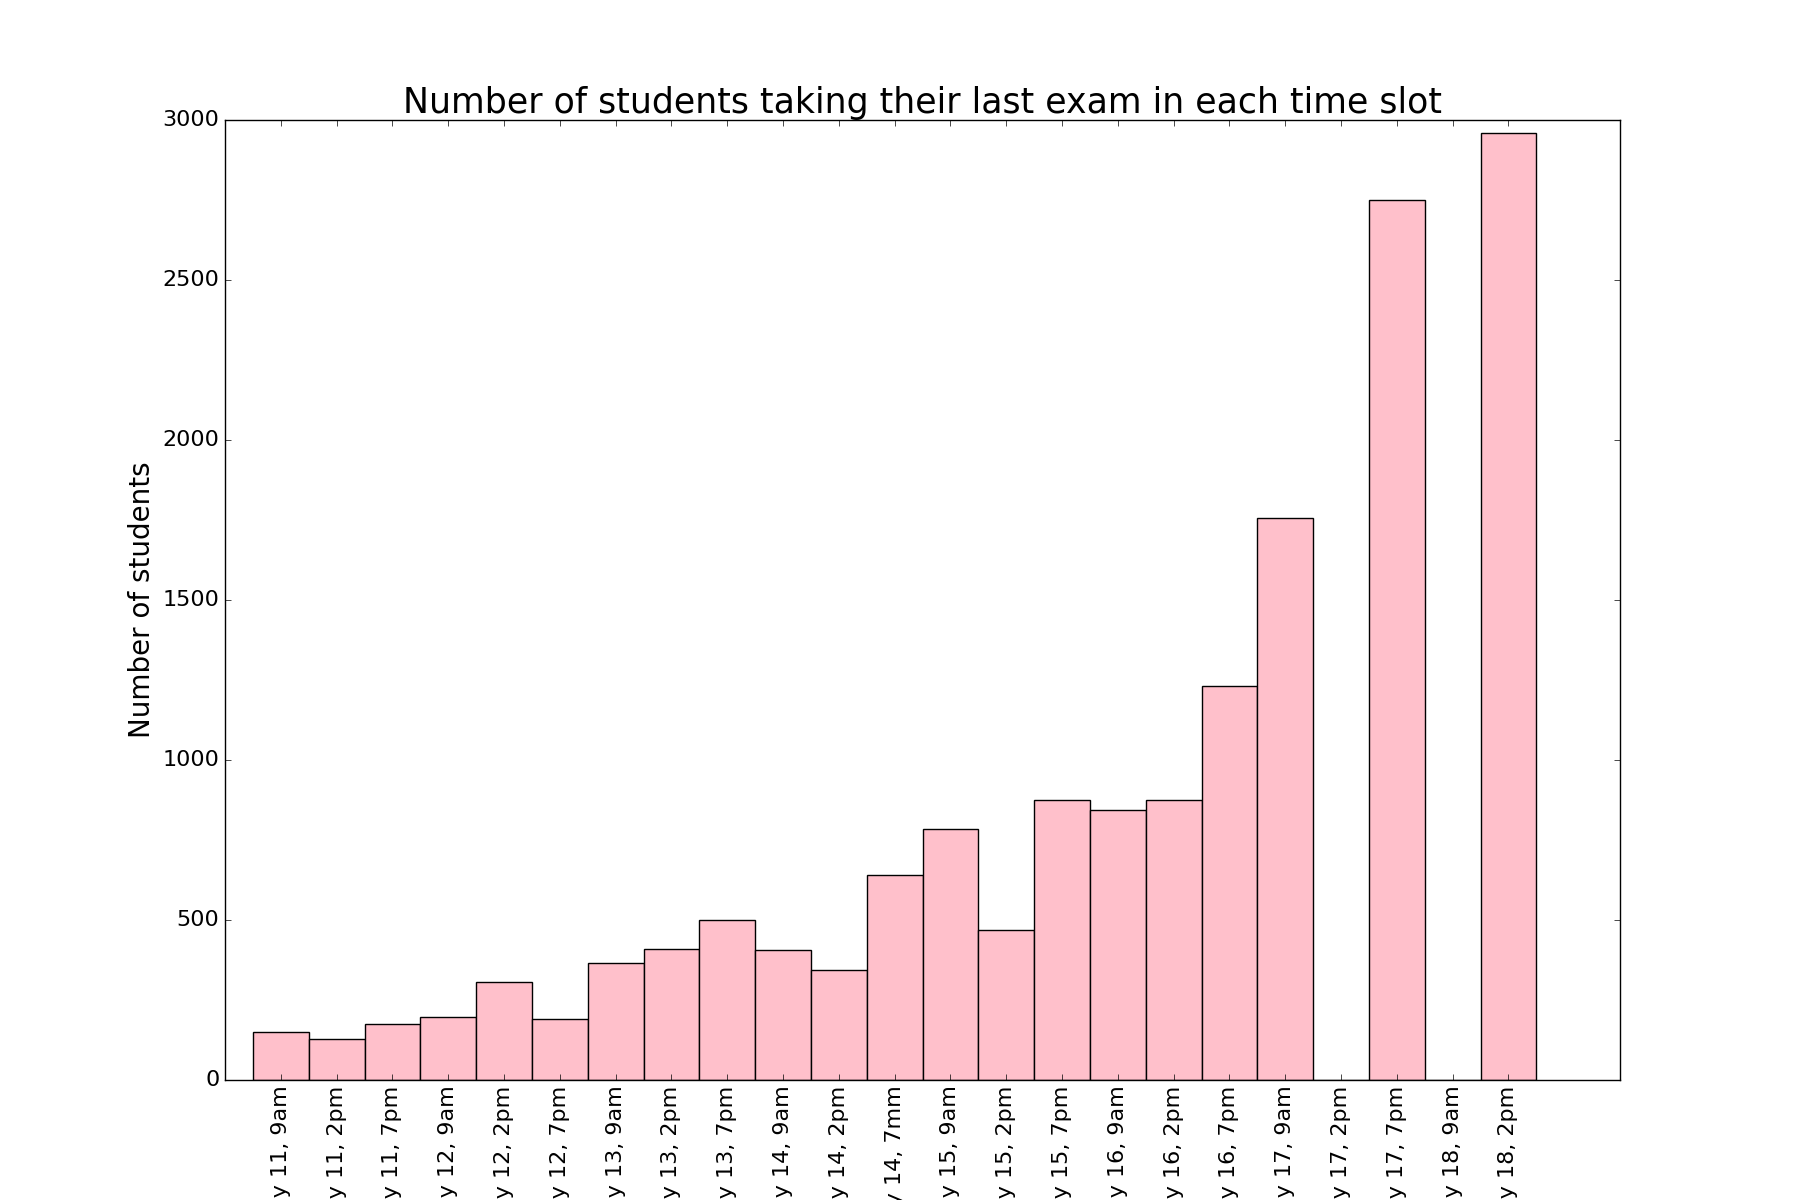 Number of students taking their last exam in each time slot
Number of students
3000
2500
2000
1500
1000
500
0
y 11, 9am
y 11, 2pm
y 11, 7pm
y 12, 9am
y 12, 2pm
y 12, 7pm
y 13, 9am
y 13, 2pm
y 13, 7pm
y 14, 9am
y 14, 2pm
y 14, 7mm
y 15, 9am
y 15, 2pm
y 15, 7pm
y 16, 9am
y 16, 2pm
y 16, 7pm
y 17, 9am
y 17, 2pm
y 17, 7pm
y 18, 9am
y 18, 2pm